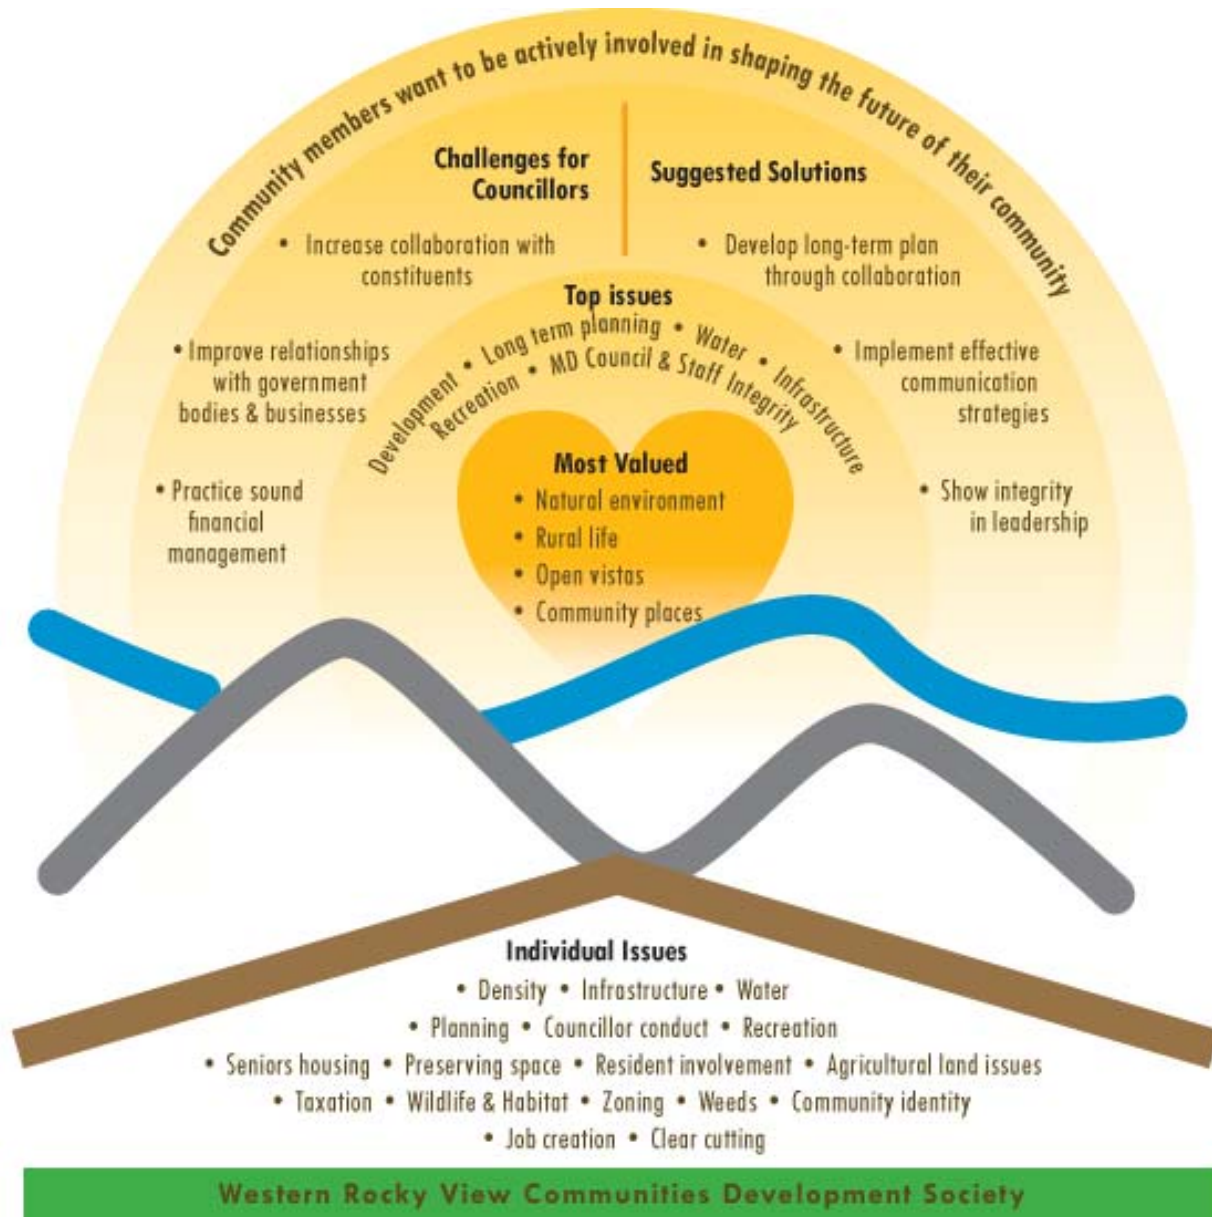 Community members want to be actively involved in shaping the future of their community
Challenges for
Councillors
• Increase collaboration with
constituents
• Improve relationships
with government
bodies & businesses
• Practice sound
financial
management
Suggested Solutions
• Develop long-term plan
through collaboration
• Implement effective
communication
strategies
• Show integrity
in leadership
Top issues
Development • Long term planning • Water • Infrastructure
Recreation • MD Council & Staff Integrity
Most Valued
• Natural environment
• Rural life
• Open vistas
• Community places
Individual Issues
• Density • Infrastructure • Water
• Planning • Councillor conduct • Recreation
• Seniors housing • Preserving space • Resident involvement • Agricultural land issues
• Taxation • Wildlife & Habitat • Zoning • Weeds • Community identity
• Job creation • Clear cutting
Western Rocky View Communities Development Society